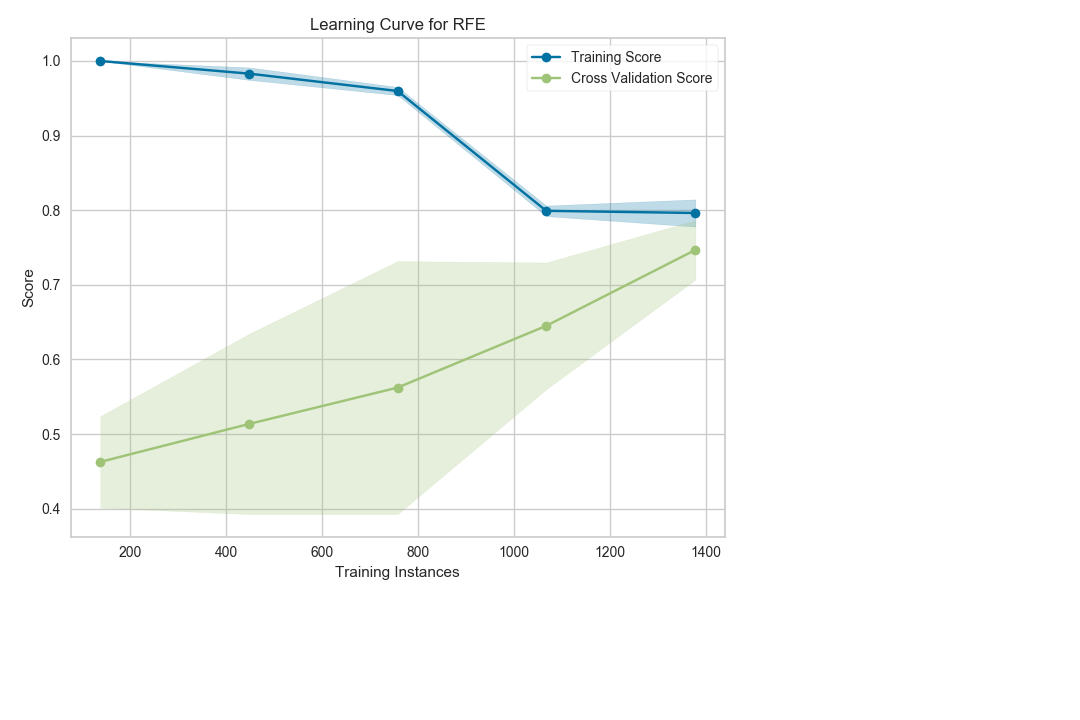 Learning Curve for RFE
Training Score
Cross Validation Score
1.0
0.9
0.8
0.7
0.6
0.5
0.4
Score
200 400 600 800 1000 1200 1400
Training Instances